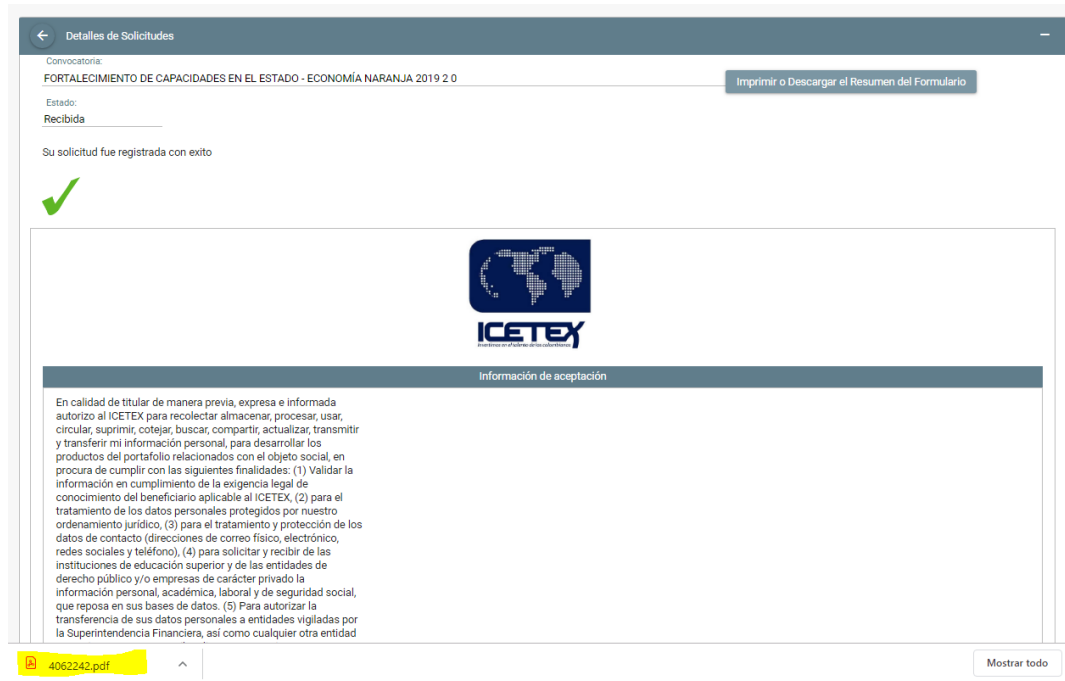 Detalles de Solicitudes
Convocatoria:
FORTALECIMIENTO DE CAPACIDADES EN EL ESTADO - ECONOMÍA NARANJA 2019 2 0
Imprimir o Descargar el Resumen del Formulario
Estado:
Recibida
Su solicitud fue registrada con exito
ICETEX
Invertimos en el talento de los colombianos
Información de aceptación
En calidad de titular de manera previa, expresa e informada
autorizo al ICETEX para recolectar almacenar, procesar, usar,
circular, suprimir, cotejar, buscar, compartir, actualizar, transmitir
y transferir mi información personal, para desarrollar los
productos del portafolio relacionados con el objeto social, en
procura de cumplir con las siguientes finalidades: (1) Validar la
información en cumplimiento de la exigencia legal de
conocimiento del beneficiario aplicable al ICETEX, (2) para el
tratamiento de los datos personales protegidos por nuestro
ordenamiento jurídico, (3) para el tratamiento y protección de los
datos de contacto (direcciones de correo físico, electrónico,
redes sociales y teléfono), (4) para solicitar y recibir de las
instituciones de educación superior y de las entidades de
derecho público y/o empresas de carácter privado la
información personal, académica, laboral y de seguridad social,
que reposa en sus bases de datos. (5) Para autorizar la
transferencia de sus datos personales a entidades vigiladas por
la Superintendencia Financiera, así como cualquier otra entidad
4062242.pdf
Mostrar todo